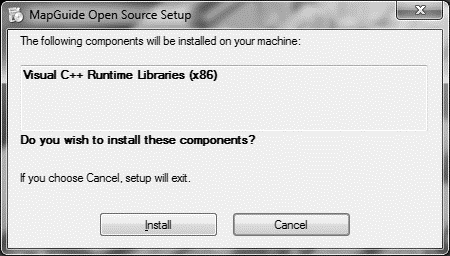 MapGuide Open Source Setup
The following components will be installed on your machine:
Visual C++ Runtime Libraries (x86)
Do you wish to install these components?
If you choose Cancel, setup will exit.
Install
Cancel